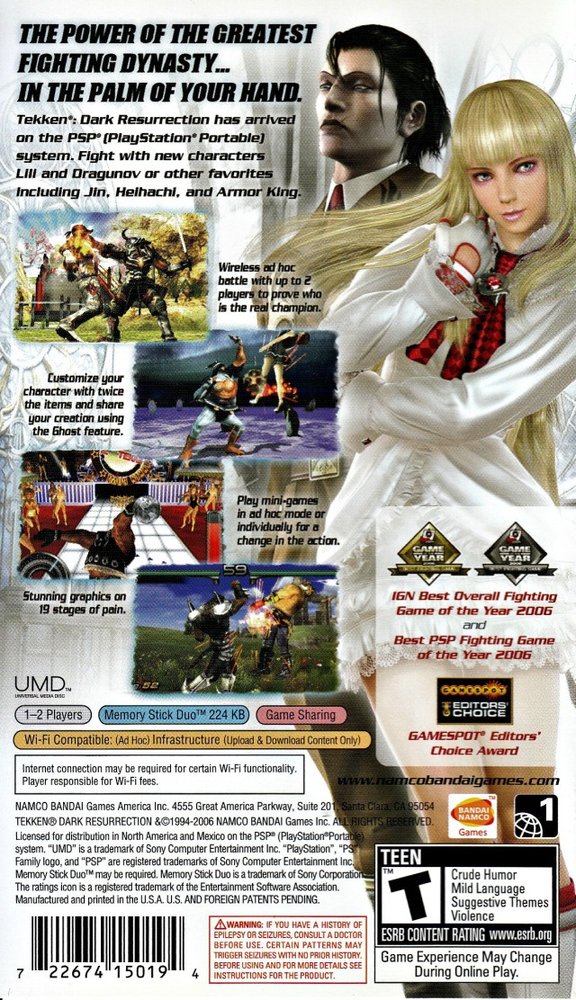 THE POWER OF THE GREATEST
FIGHTING DYNASTY...
IN THE PALM OF YOUR HAND.
Tekken®: Dark Resurrection has arrived
on the PSP® (PlayStation®Portable)
system. Fight with new characters
Lili and Dragunov or other favorites
including Jin, Heihachi, and Armor King.
Wireless ad hoc
battle with up to 2
players to prove who
is the real champion.
Customize your
character with twice
the items and share
your creation using
the Ghost feature.
Play mini-games
in ad hoc mode or
individually for a
change in the action.
59
Stunning graphics on
19 stages of pain.
GAME
OF THE
YEAR
2006
GAME
OF THE
YEAR
2006
IGN Best Overall Fighting
Game of the Year 2006
and
Best PSP Fighting Game
of the Year 2006
GAMESPOT
EDITORS'
CHOICE
GAMESPOT® Editors'
Choice Award
UMD™
UNIVERSAL MEDIA DISC
1–2 Players
Memory Stick Duo™ 224 KB
Game Sharing
Wi-Fi Compatible: (Ad Hoc) Infrastructure (Upload & Download Content Only)
Internet connection may be required for certain Wi-Fi functionality.
Player responsible for Wi-Fi fees.
www.namcobandaigames.com
NAMCO BANDAI Games America Inc. 4555 Great America Parkway, Suite 201, Santa Clara, CA 95054
TEKKEN® DARK RESURRECTION &©1994-2006 NAMCO BANDAI Games Inc. ALL RIGHTS RESERVED.
Licensed for distribution in North America and Mexico on the PSP® (PlayStation®Portable)
system. "UMD" is a trademark of Sony Computer Entertainment Inc. "PlayStation", "PS"
Family logo, and "PSP" are registered trademarks of Sony Computer Entertainment Inc.
Memory Stick Duo™ may be required. Memory Stick Duo is a trademark of Sony Corporation.
The ratings icon is a registered trademark of the Entertainment Software Association.
Manufactured and printed in the U.S.A. U.S. AND FOREIGN PATENTS PENDING.
BANDAI
NAMCO
Games
1
TEEN
T
™
Crude Humor
Mild Language
Suggestive Themes
Violence
ESRB CONTENT RATING www.esrb.org
Game Experience May Change
During Online Play.
7 22674 15019 4
WARNING: IF YOU HAVE A HISTORY OF
EPILEPSY OR SEIZURES, CONSULT A DOCTOR
BEFORE USE. CERTAIN PATTERNS MAY
TRIGGER SEIZURES WITH NO PRIOR HISTORY.
BEFORE USING AND FOR MORE DETAILS SEE
INSTRUCTIONS FOR THE PRODUCT.